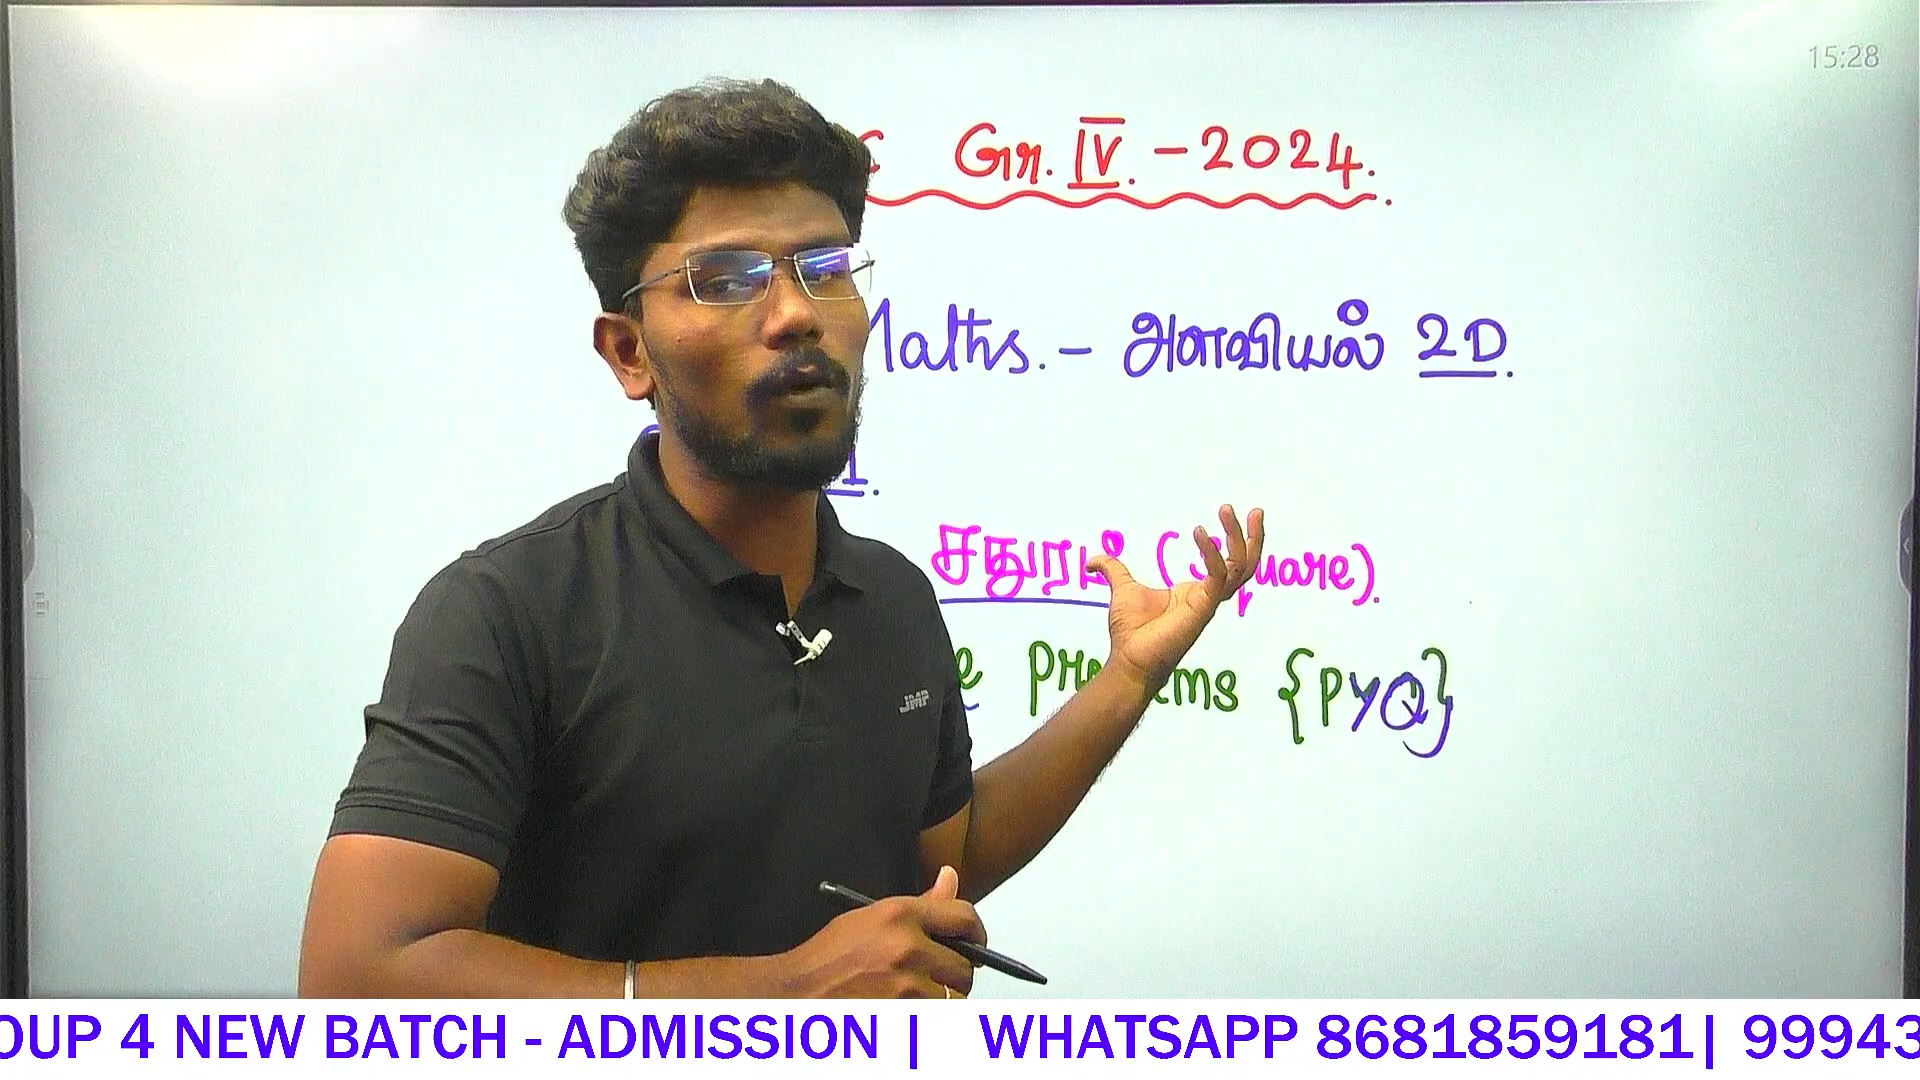 15:28
Gr. IV. - 2024.
Maths. - அளவியல் 2D.
1.
சதுரம் (Square).
problems {PYQ}
JMP
OUP 4 NEW BATCH - ADMISSION | WHATSAPP 8681859181| 99943